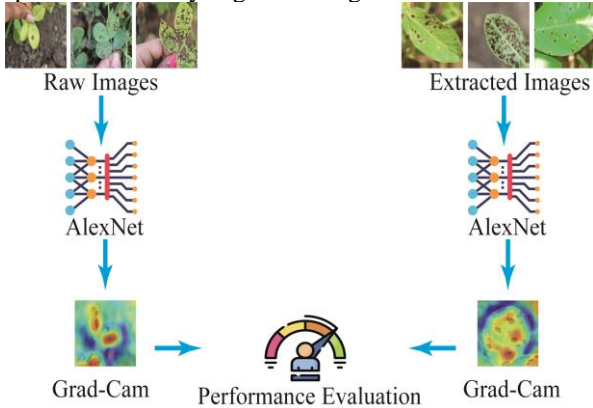 Raw Images
Extracted Images
AlexNet
AlexNet
Grad-Cam
Performance Evaluation
Grad-Cam